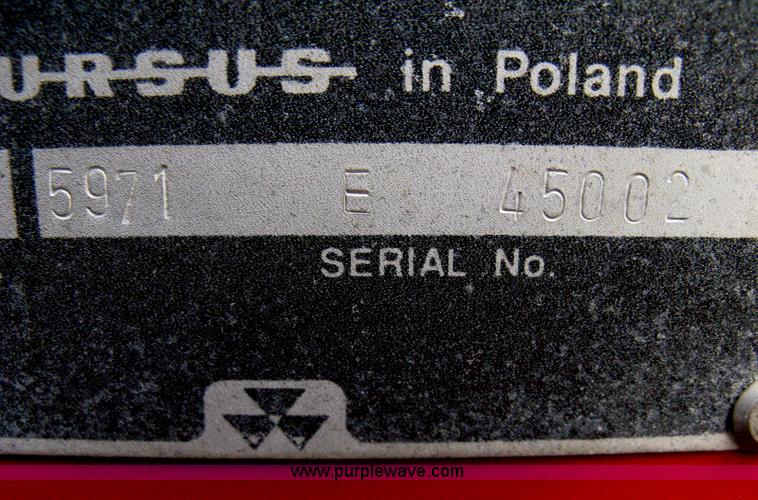 URSUS in Poland
5971 E 45002
SERIAL No.
www.purplewave.com